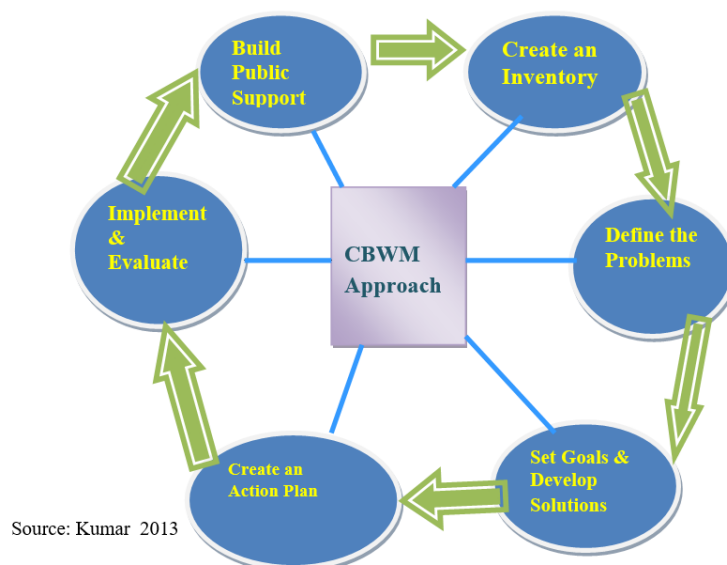 Build
Public
Support
Create an
Inventory
Define the
Problems
Set Goals &
Develop
Solutions
Create an
Action Plan
Implement
&
Evaluate
CBWM
Approach
Source: Kumar 2013